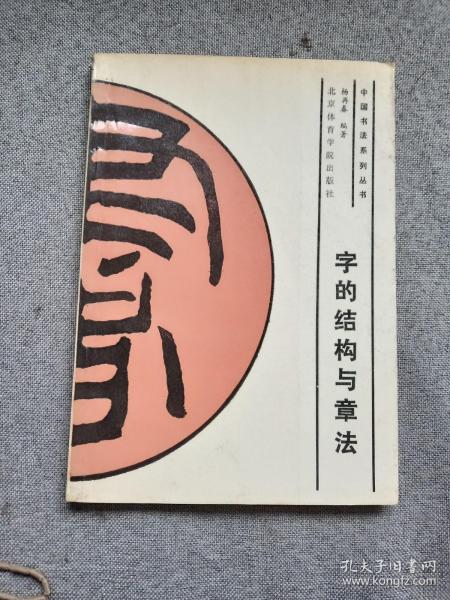 中国书法系列丛书
杨再春 编著
北京体育学院出版社
字的结构与章法
孔夫子旧书网
www.kongfz.com